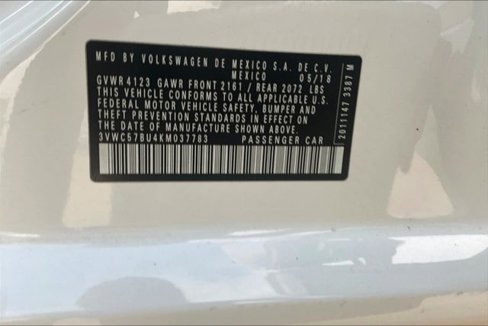 MFD BY VOLKSWAGEN DE MEXICO S.A. DE C.V.
MEXICO 05/18
GVWR 4123 GAWR FRONT 2161 / REAR 2072 LBS
THIS VEHICLE CONFORMS TO ALL APPLICABLE U.S.
FEDERAL MOTOR VEHICLE SAFETY, BUMPER AND
THEFT PREVENTION STANDARDS IN EFFECT ON
THE DATE OF MANUFACTURE SHOWN ABOVE.
3VWC57BU4KM037783 PASSENGER CAR
2011147 3387 M